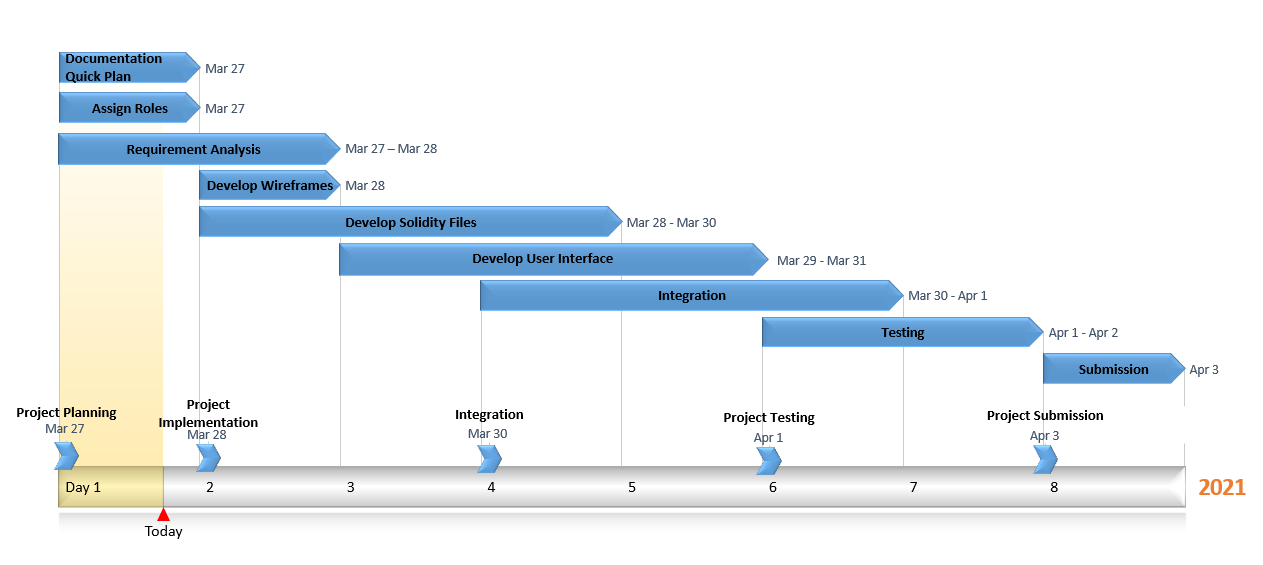 Documentation
Quick Plan
Mar 27
Assign Roles
Mar 27
Requirement Analysis
Mar 27 – Mar 28
Develop Wireframes
Mar 28
Develop Solidity Files
Mar 28 - Mar 30
Develop User Interface
Mar 29 - Mar 31
Integration
Mar 30 - Apr 1
Testing
Apr 1 - Apr 2
Submission
Apr 3
Project Planning
Mar 27
Project
Implementation
Mar 28
Integration
Mar 30
Project Testing
Apr 1
Project Submission
Apr 3
Day 1 2 3 4 5 6 7 8
2021
Today